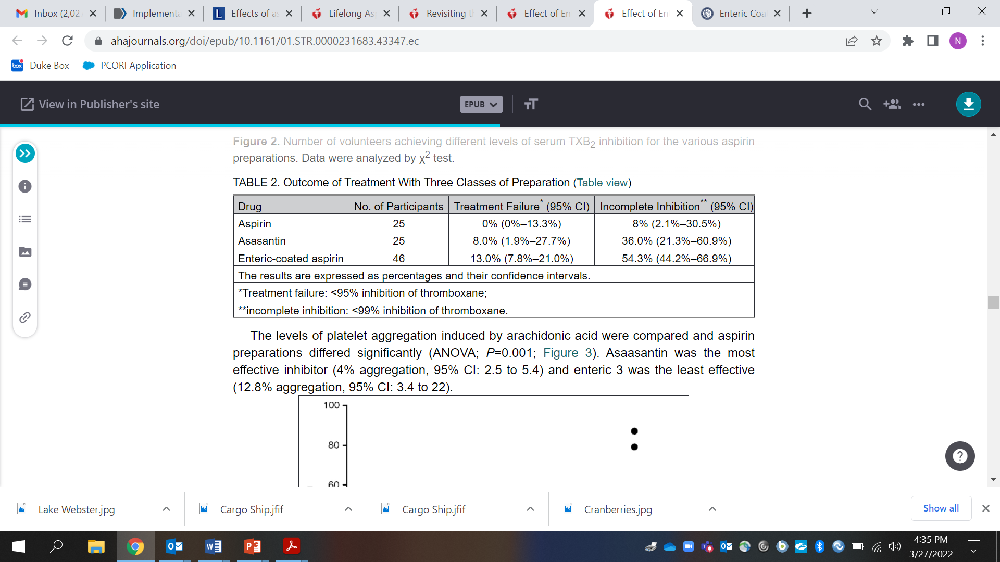 Inbox (2,02
Implementa
Effects of as
Lifelong As
Revisiting t
Effect of En
Effect of En
Enteric Coa
ahajournals.org/doi/epub/10.1161/01.STR.0000231683.43347.ec
N
box
Duke Box
PCORI Application
View in Publisher's site
EPUB
Figure 2. Number of volunteers achieving different levels of serum TXB2 inhibition for the various aspirin
preparations. Data were analyzed by χ2 test.
TABLE 2. Outcome of Treatment With Three Classes of Preparation (Table view)
Drug No. of Participants Treatment Failure* (95% CI) Incomplete Inhibition** (95% CI)
Aspirin 25 0% (0%–13.3%) 8% (2.1%–30.5%)
Asasantin 25 8.0% (1.9%–27.7%) 36.0% (21.3%–60.9%)
Enteric-coated aspirin 46 13.0% (7.8%–21.0%) 54.3% (44.2%–66.9%)
The results are expressed as percentages and their confidence intervals.
*Treatment failure: <95% inhibition of thromboxane;
**incomplete inhibition: <99% inhibition of thromboxane.
The levels of platelet aggregation induced by arachidonic acid were compared and aspirin
preparations differed significantly (ANOVA; P=0.001; Figure 3). Asaasantin was the most
effective inhibitor (4% aggregation, 95% CI: 2.5 to 5.4) and enteric 3 was the least effective
(12.8% aggregation, 95% CI: 3.4 to 22).
100
80
60
Lake Webster.jpg
Cargo Ship.jfif
Cargo Ship.jfif
Cranberries.jpg
Show all
4:35 PM
3/27/2022